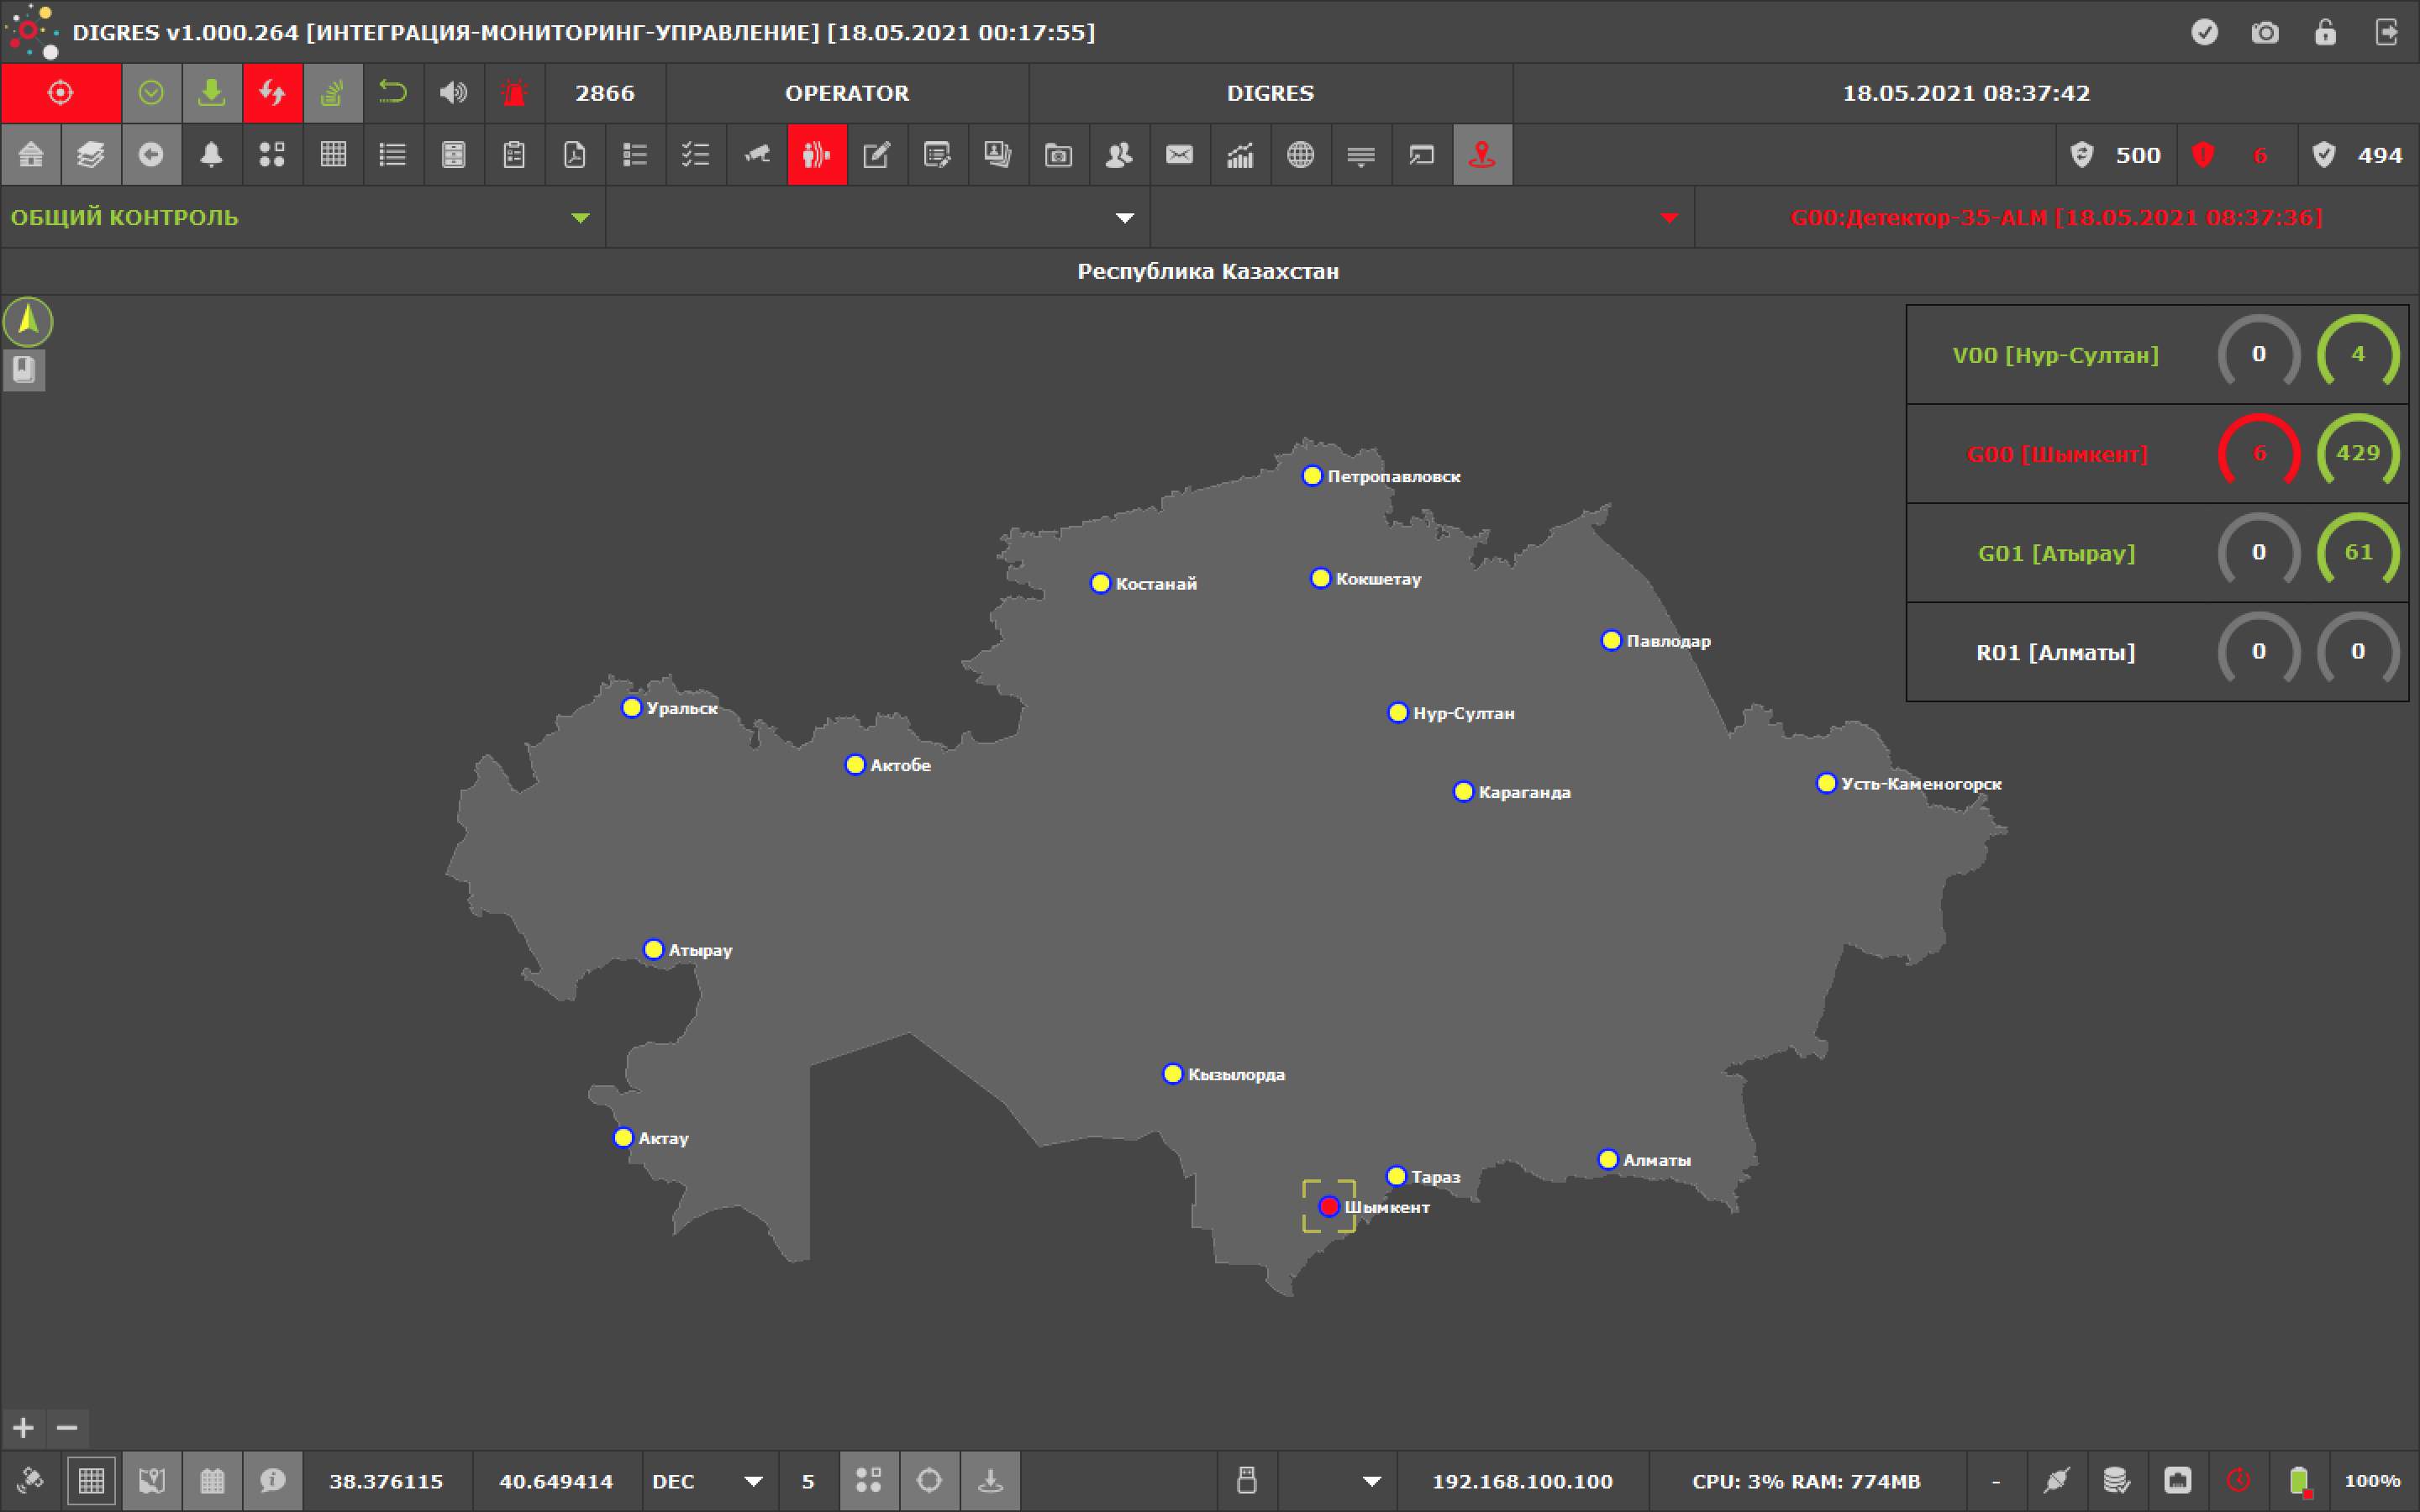 DIGRES v1.000.264 [ИНТЕГРАЦИЯ-МОНИТОРИНГ-УПРАВЛЕНИЕ] [18.05.2021 00:17:55]
2866 OPERATOR DIGRES 18.05.2021 08:37:42
500 6 494
ОБЩИЙ КОНТРОЛЬ G00:Детектор-35-ALM [18.05.2021 08:37:36]
Республика Казахстан
V00 [Нур-Султан] 0 4
G00 [Шымкент] 6 429
G01 [Атырау] 0 61
R01 [Алматы] 0 0
Петропавловск
Костанай
Кокшетау
Павлодар
Уральск
Нур-Султан
Актобе
Караганда
Усть-Каменогорск
Атырау
Кызылорда
Актау
Алматы
Тараз
Шымкент
38.376115 40.649414 DEC 5 192.168.100.100 CPU: 3% RAM: 774MB - 100%